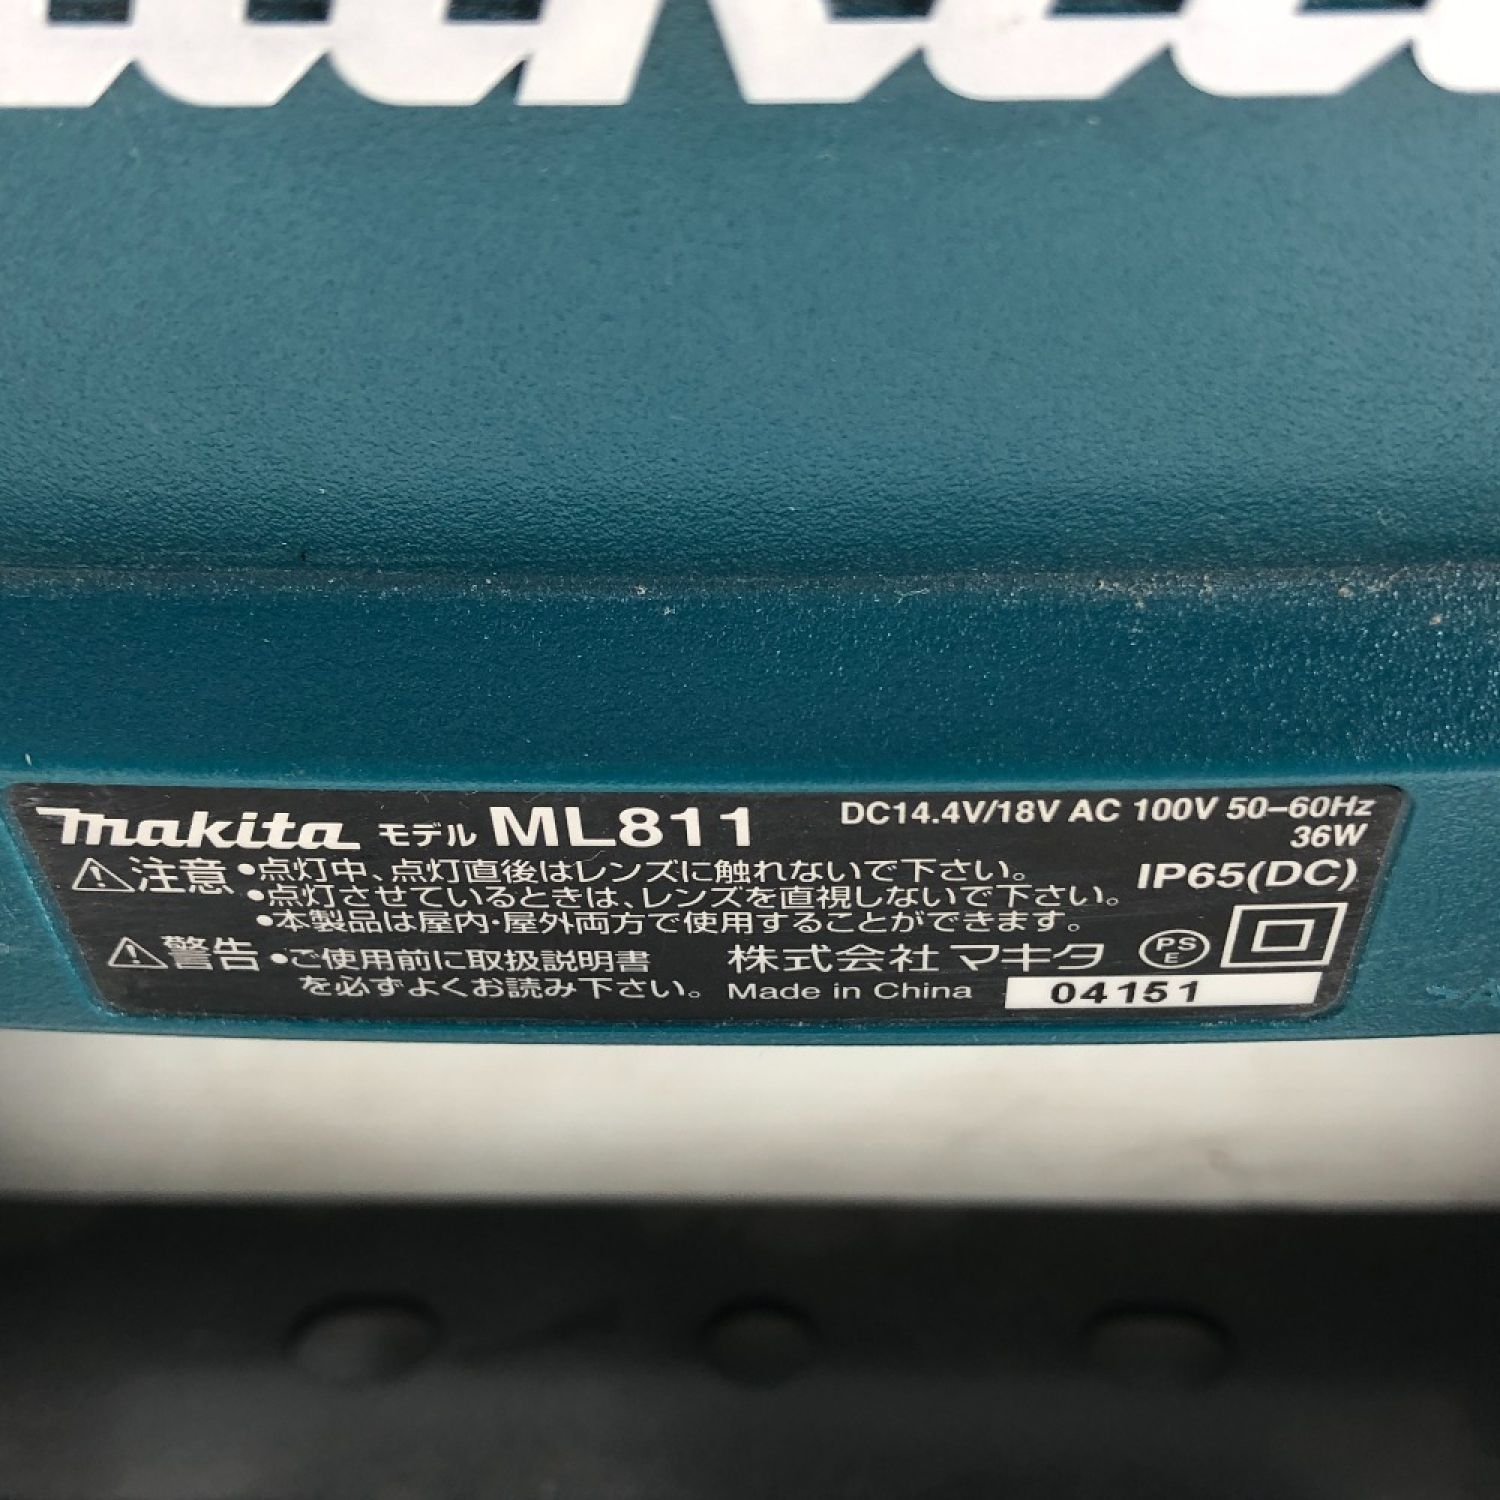 makita モデル ML811 DC14.4V/18V AC 100V 50-60Hz
36W
⚠注意 •点灯中、点灯直後はレンズに触れないで下さい。
•点灯させているときは、レンズを直視しないで下さい。
•本製品は屋内・屋外両方で使用することができます。
IP65(DC)
⚠警告 •ご使用前に取扱説明書
を必ずよくお読み下さい。
株式会社 マキタ
PS
E
Made in China
04151